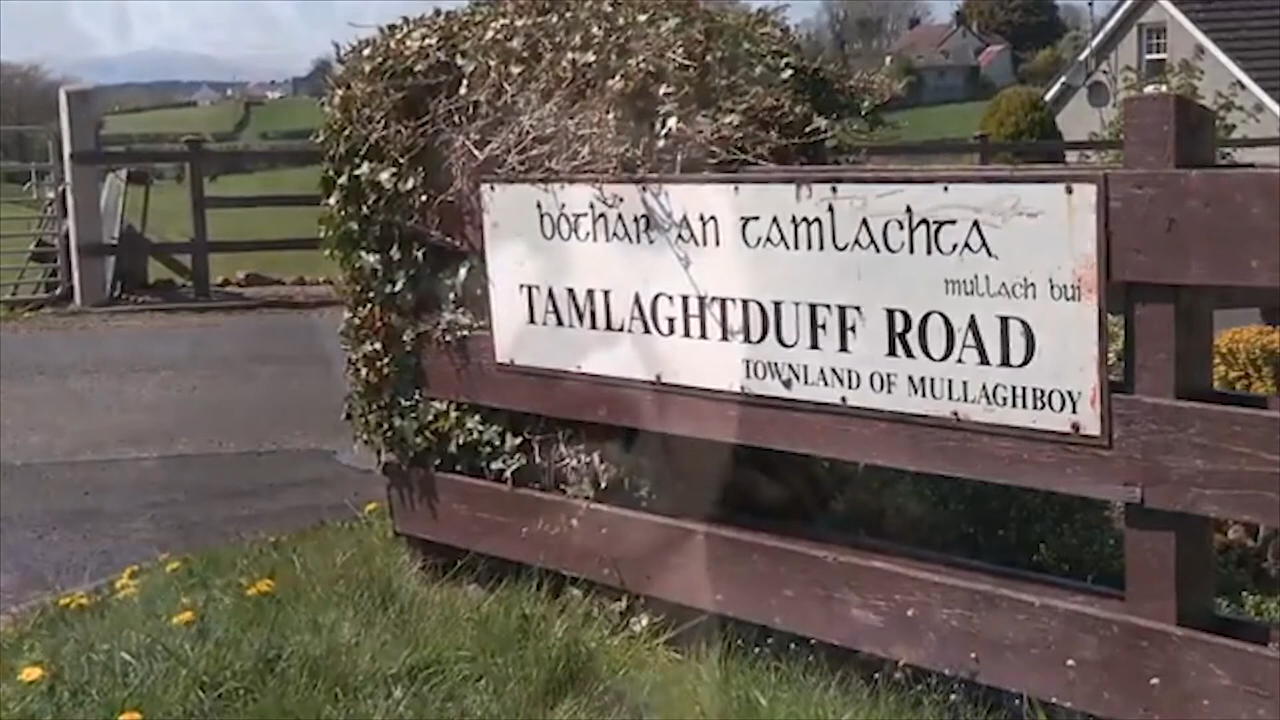 bóthar an tamlachta
mullach buí
TAMLAGHTDUFF ROAD
TOWNLAND OF MULLAGHBOY